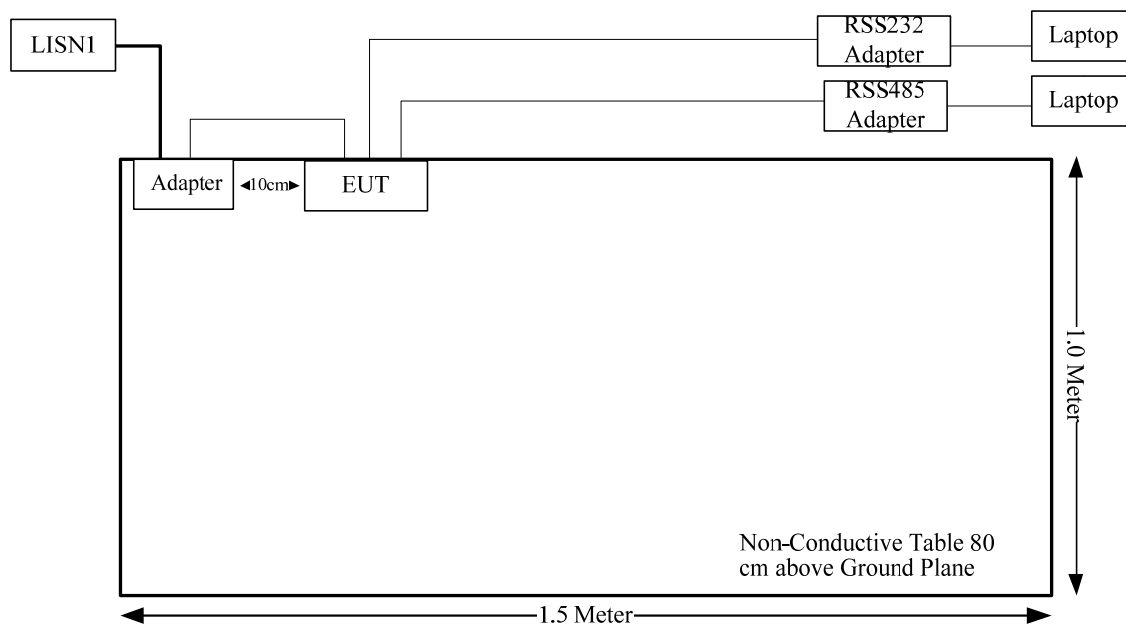 LISN1
RSS232
Adapter
Laptop
RSS485
Adapter
Laptop
Adapter
10cm
EUT
1.0 Meter
Non-Conductive Table 80
cm above Ground Plane
1.5 Meter